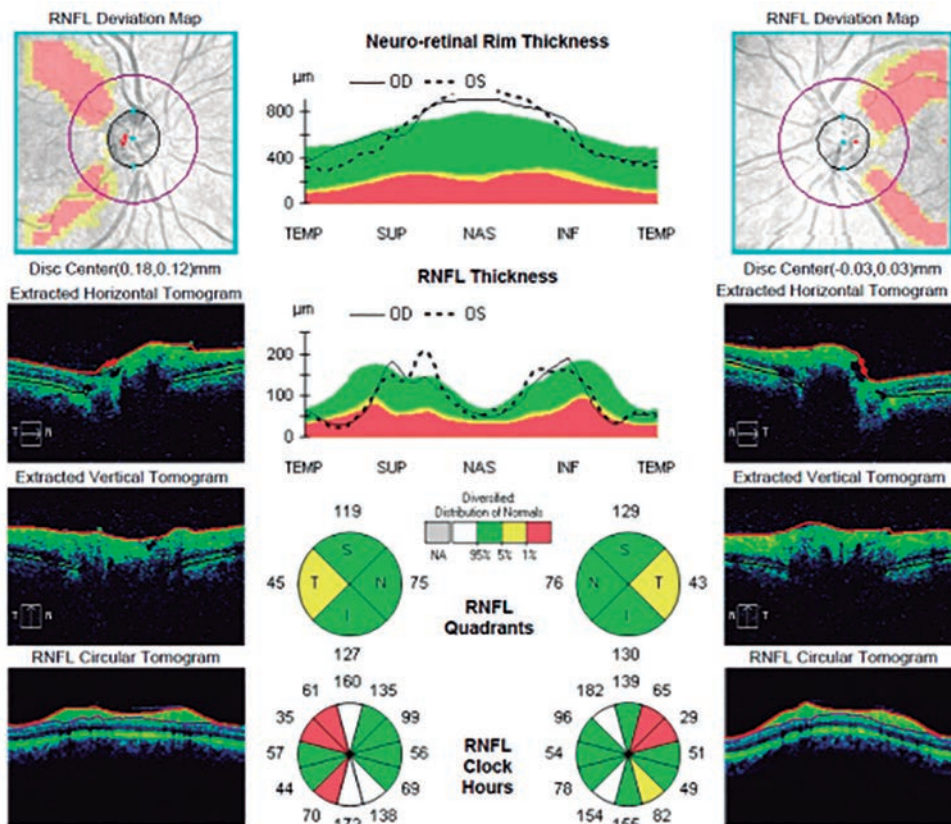 RNFL Deviation Map
Neuro-retinal Rim Thickness
RNFL Deviation Map
µm
OD
OS
800
400
0
TEMP
SUP
NAS
INF
TEMP
Disc Center(0.18,0.12)mm
Disc Center(-0.03,0.03)mm
Extracted Horizontal Tomogram
RNFL Thickness
Extracted Horizontal Tomogram
µm
OD
OS
200
100
0
TEMP
SUP
NAS
INF
TEMP
T
N
N
T
Extracted Vertical Tomogram
Extracted Vertical Tomogram
Diversified
Distribution of Normals
NA
95%
5%
1%
119
S
45
T
N
75
I
127
129
S
76
N
T
43
I
130
RNFL
Quadrants
RNFL Circular Tomogram
RNFL Circular Tomogram
160
61
135
35
99
57
56
44
69
70
138
RNFL
Clock
Hours
139
182
65
96
29
54
51
78
49
154
82